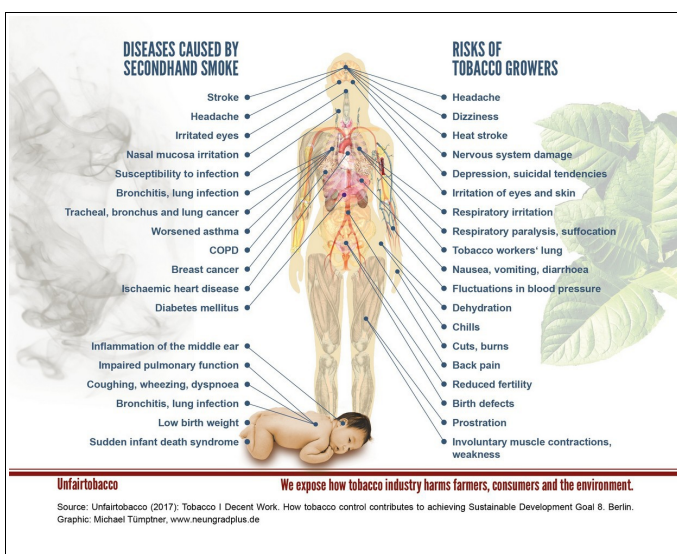 DISEASES CAUSED BY
SECONDHAND SMOKE
Stroke
Headache
Irritated eyes
Nasal mucosa irritation
Susceptibility to infection
Bronchitis, lung infection
Tracheal, bronchus and lung cancer
Worsened asthma
COPD
Breast cancer
Ischaemic heart disease
Diabetes mellitus
Inflammation of the middle ear
Impaired pulmonary function
Coughing, wheezing, dyspnoea
Bronchitis, lung infection
Low birth weight
Sudden infant death syndrome
RISKS OF
TOBACCO GROWERS
Headache
Dizziness
Heat stroke
Nervous system damage
Depression, suicidal tendencies
Irritation of eyes and skin
Respiratory irritation
Respiratory paralysis, suffocation
Tobacco workers‘ lung
Nausea, vomiting, diarrhoea
Fluctuations in blood pressure
Dehydration
Chills
Cuts, burns
Back pain
Reduced fertility
Birth defects
Prostration
Involuntary muscle contractions,
weakness
Unfairtobacco
We expose how tobacco industry harms farmers, consumers and the environment.
Source: Unfairtobacco (2017): Tobacco I Decent Work. How tobacco control contributes to achieving Sustainable Development Goal 8. Berlin.
Graphic: Michael Tümptner, www.neungradplus.de